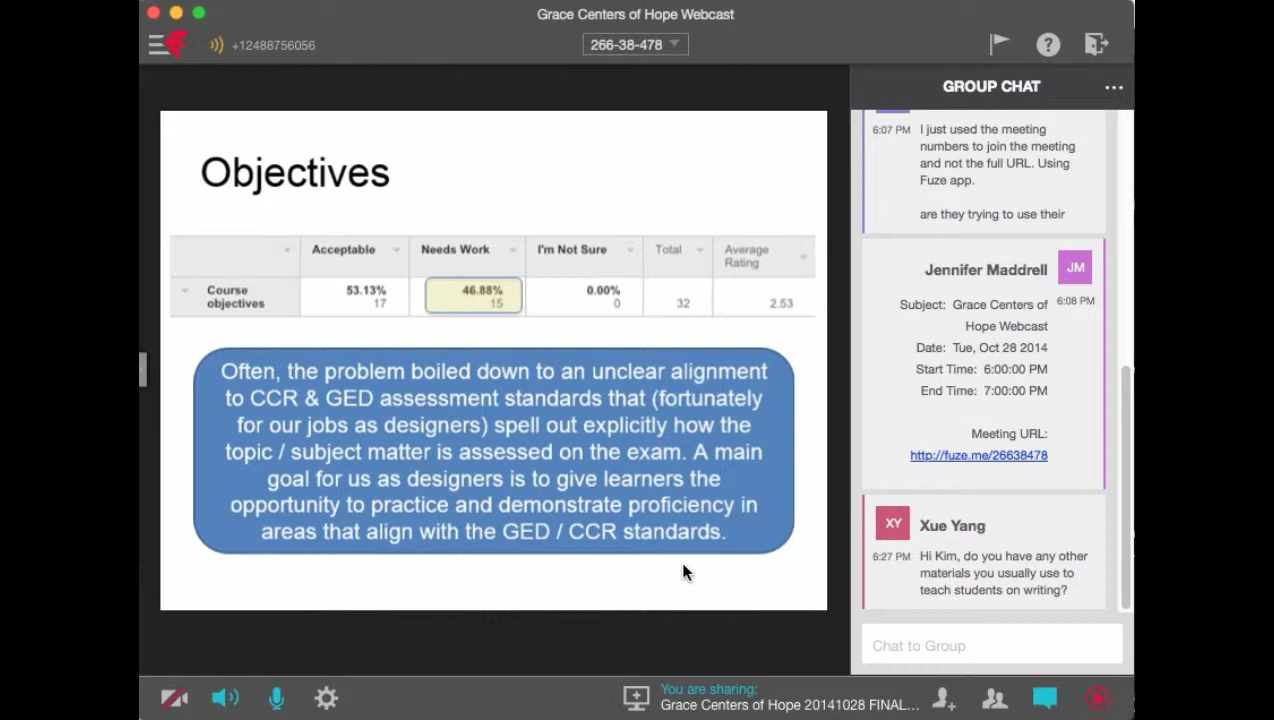 Grace Centers of Hope Webcast
+12488756056
266-38-478
GROUP CHAT
Objectives
Acceptable Needs Work I'm Not Sure Total Average
Rating
Course
objectives
53.13% 46.88% 0.00%
17 15 0 32 2.53
Often, the problem boiled down to an unclear alignment
to CCR & GED assessment standards that (fortunately
for our jobs as designers) spell out explicitly how the
topic / subject matter is assessed on the exam. A main
goal for us as designers is to give learners the
opportunity to practice and demonstrate proficiency in
areas that align with the GED / CCR standards.
6:07 PM I just used the meeting
numbers to join the meeting
and not the full URL. Using
Fuze app.
are they trying to use their
Jennifer Maddrell JM
Subject: Grace Centers of 6:08 PM
Hope Webcast
Date: Tue, Oct 28 2014
Start Time: 6:00:00 PM
End Time: 7:00:00 PM
Meeting URL:
http://fuze.me/26638478
XY Xue Yang
6:27 PM Hi Kim, do you have any other
materials you usually use to
teach students on writing?
Chat to Group
You are sharing:
Grace Centers of Hope 20141028 FINAL...